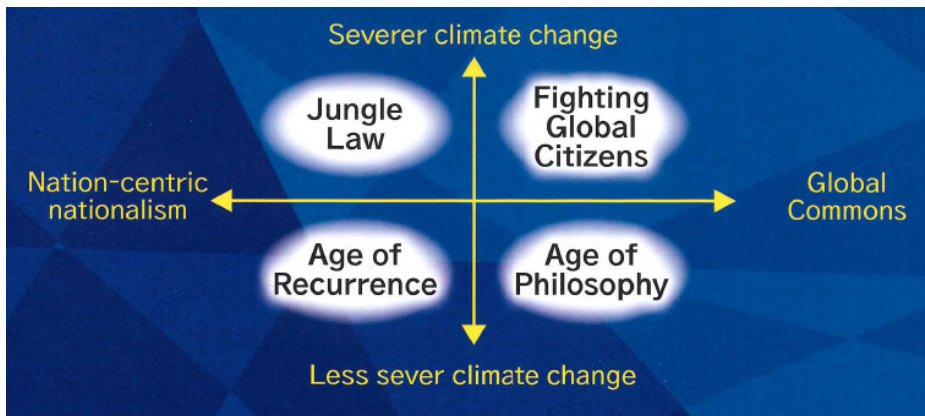 Severer climate change
Jungle
Law
Fighting
Global
Citizens
Nation-centric
nationalism
Global
Commons
Age of
Recurrence
Age of
Philosophy
Less sever climate change